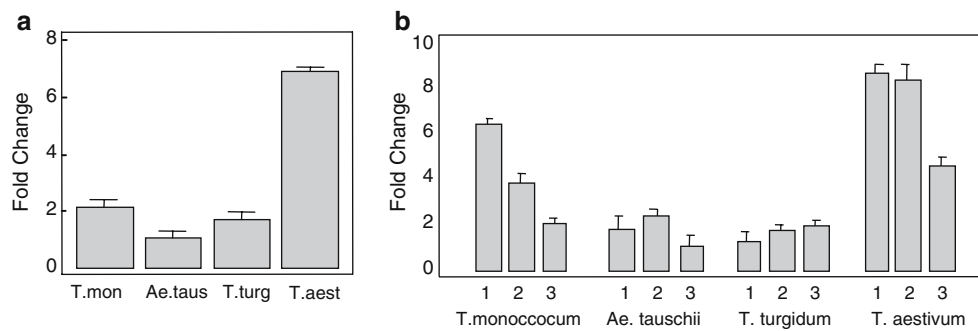 a
Fold Change
8
6
4
2
0
T.mon Ae.taus T.turg T.aest
b
Fold Change
10
8
6
4
2
0
1 2 3 1 2 3 1 2 3 1 2 3
T.monoccocum Ae. tauschii T. turgidum T. aestivum